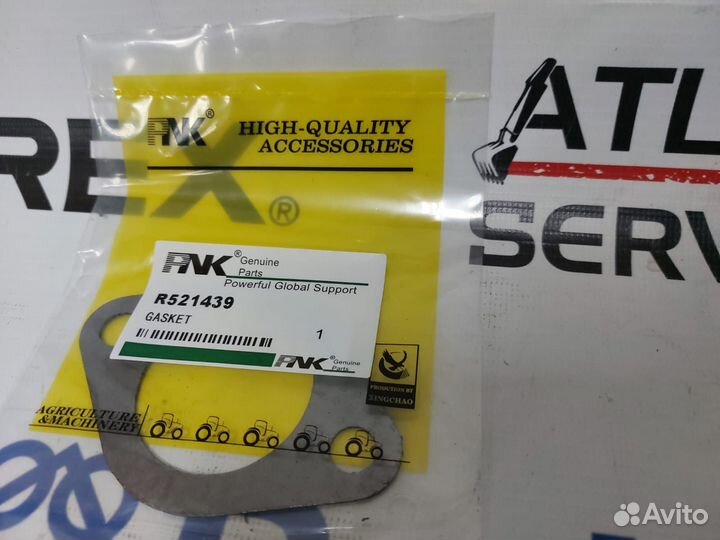 PNK®
HIGH-QUALITY
ACCESSORIES
REX®
ATL
SERV
PNK® Genuine
Parts
Powerful Global Support
R521439
GASKET
1
PNK® Genuine
Parts
PRODUCTION BY
XINGCHAO
AGRICULTURE
&MACHINERY
Avito